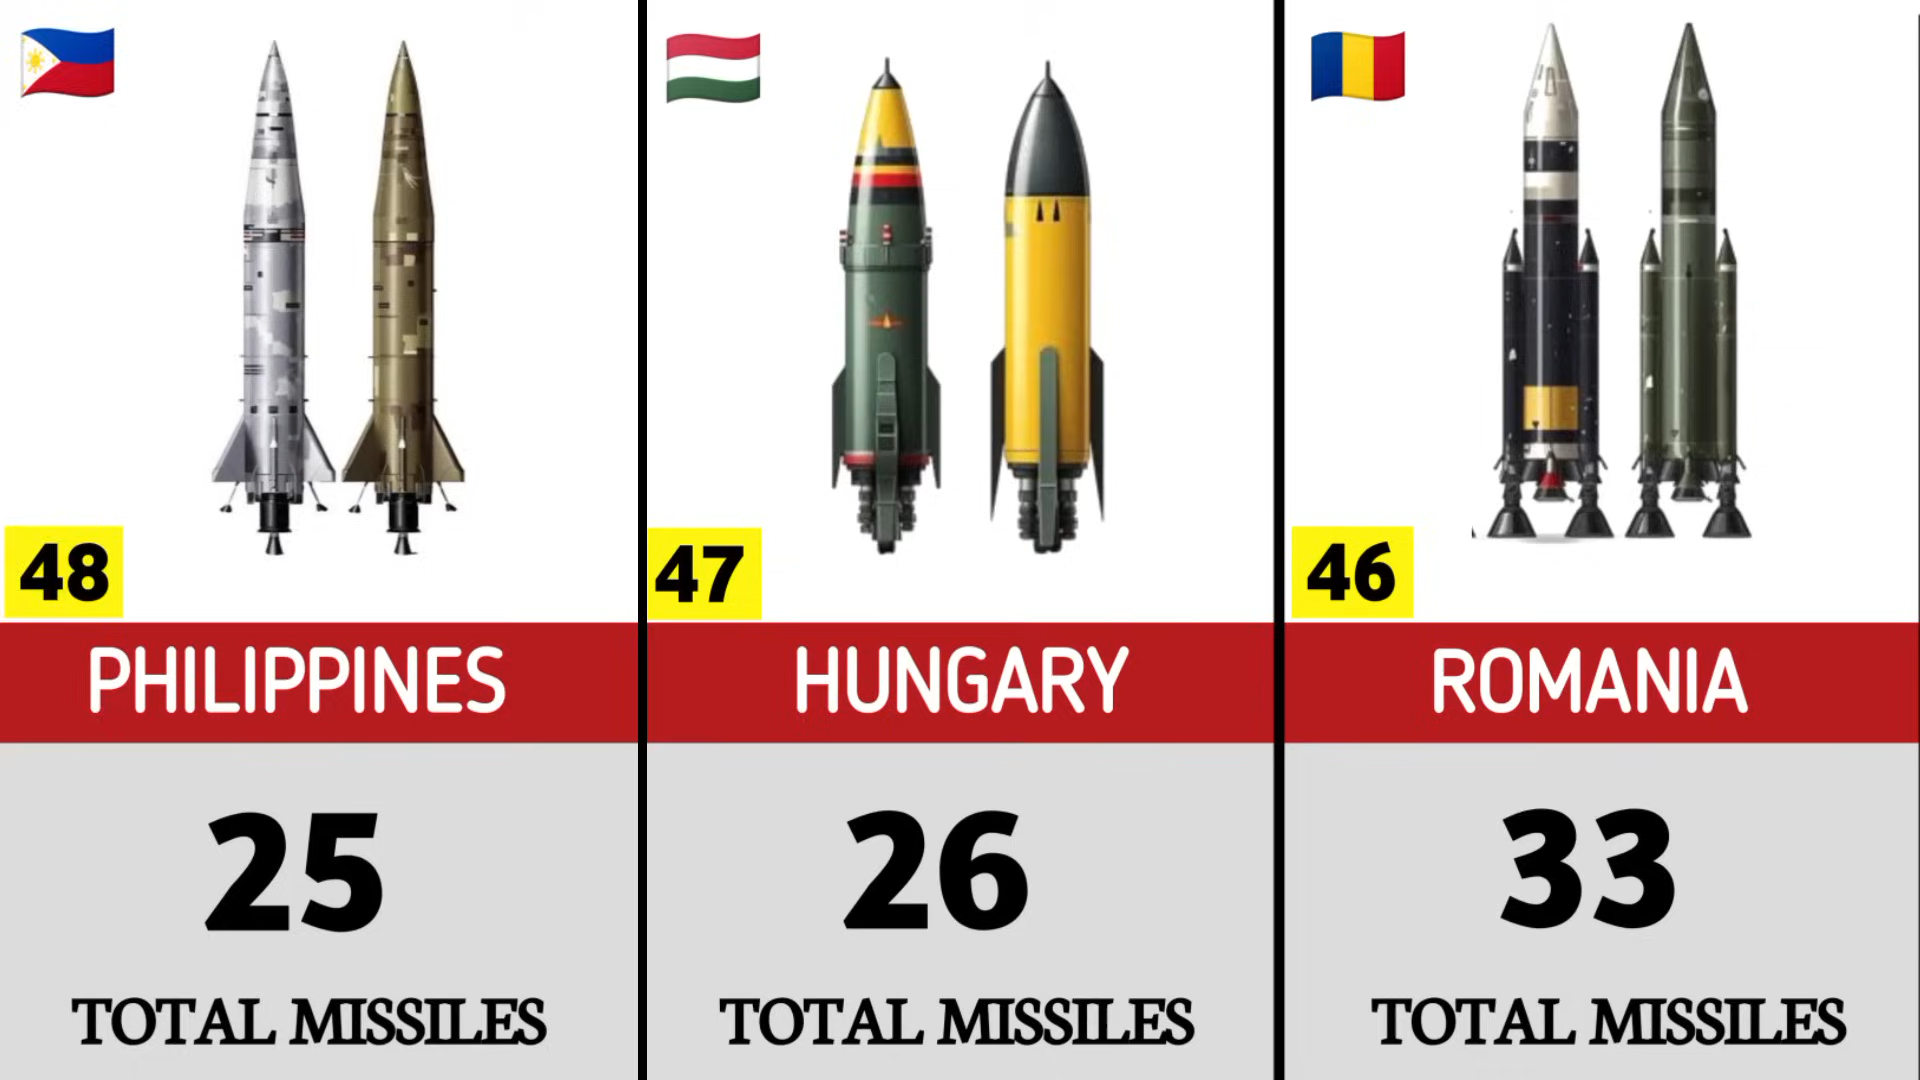 48
PHILIPPINES
25
TOTAL MISSILES
47
HUNGARY
26
TOTAL MISSILES
46
ROMANIA
33
TOTAL MISSILES